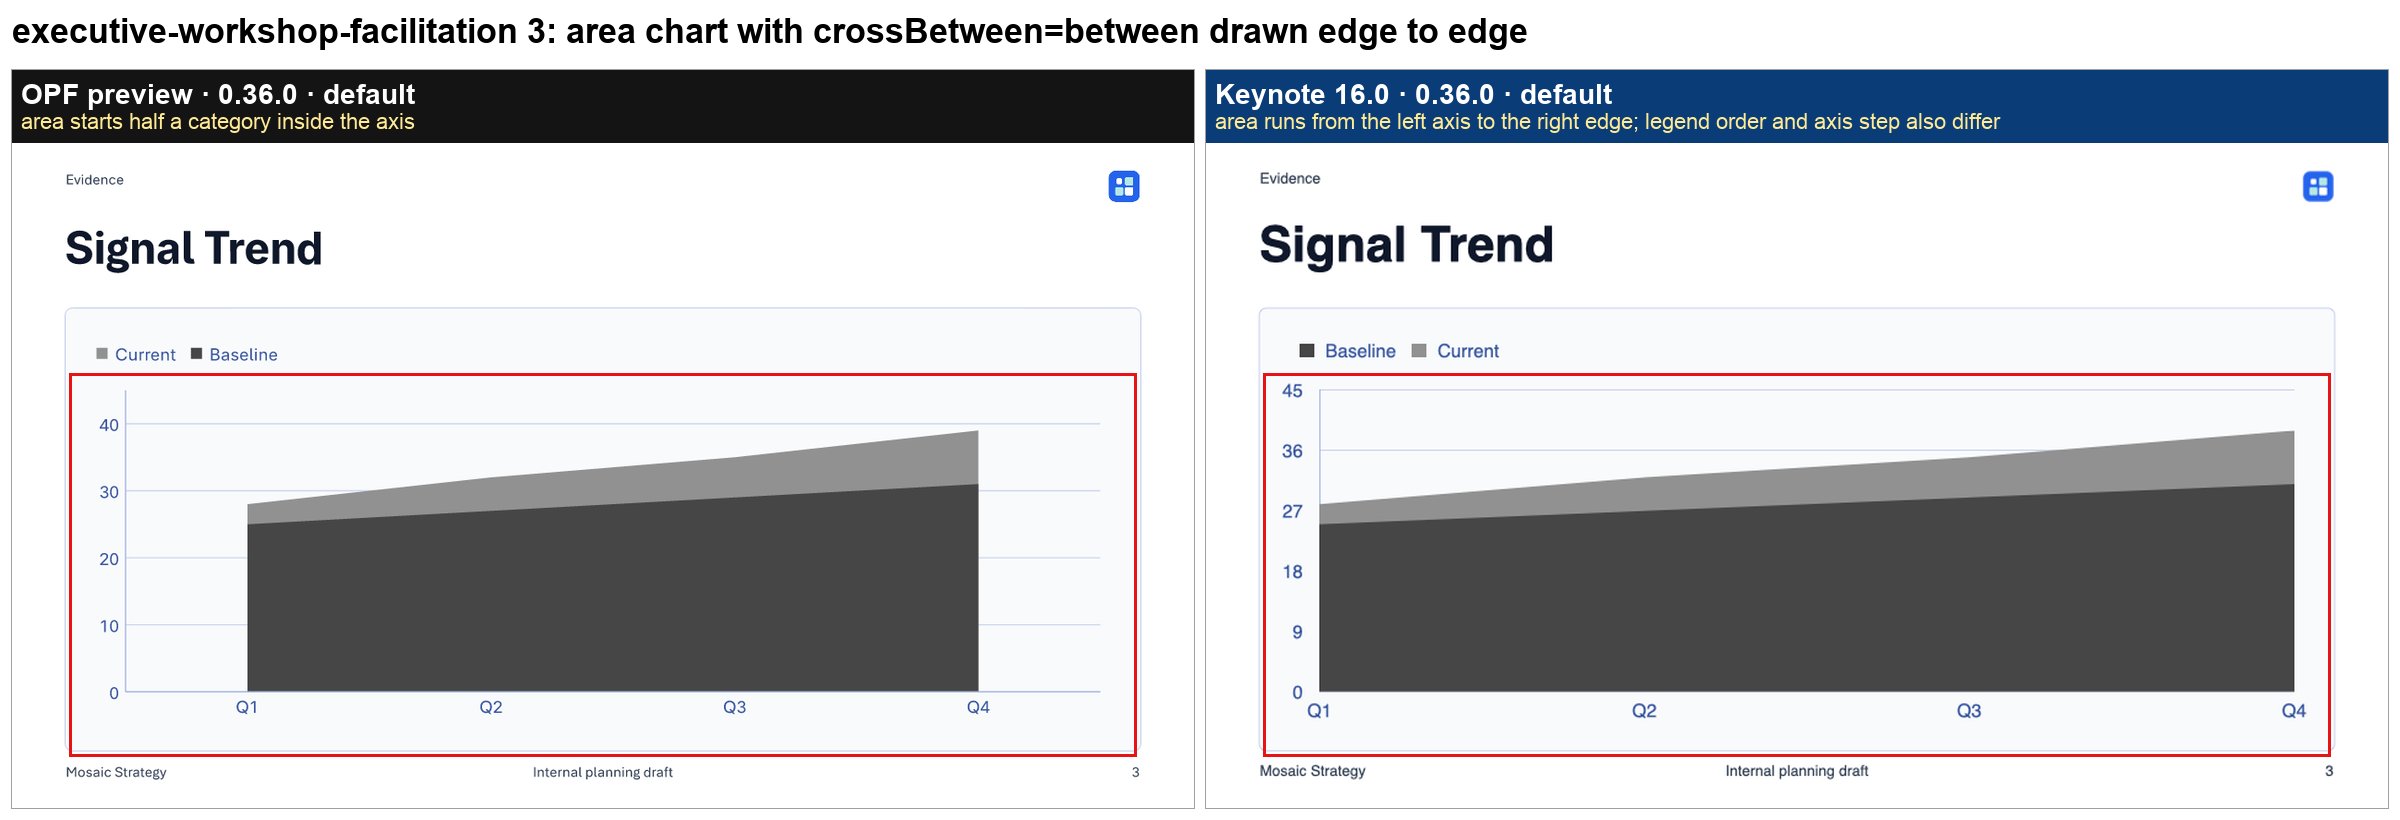 executive-workshop-facilitation 3: area chart with crossBetween=between drawn edge to edge
OPF preview · 0.36.0 · default
area starts half a category inside the axis
Evidence
Signal Trend
Current Baseline
40
30
20
10
0
Q1 Q2 Q3 Q4
Mosaic Strategy Internal planning draft 3
Keynote 16.0 · 0.36.0 · default
area runs from the left axis to the right edge; legend order and axis step also differ
Evidence
Signal Trend
Baseline Current
45
36
27
18
9
0
Q1 Q2 Q3 Q4
Mosaic Strategy Internal planning draft 3